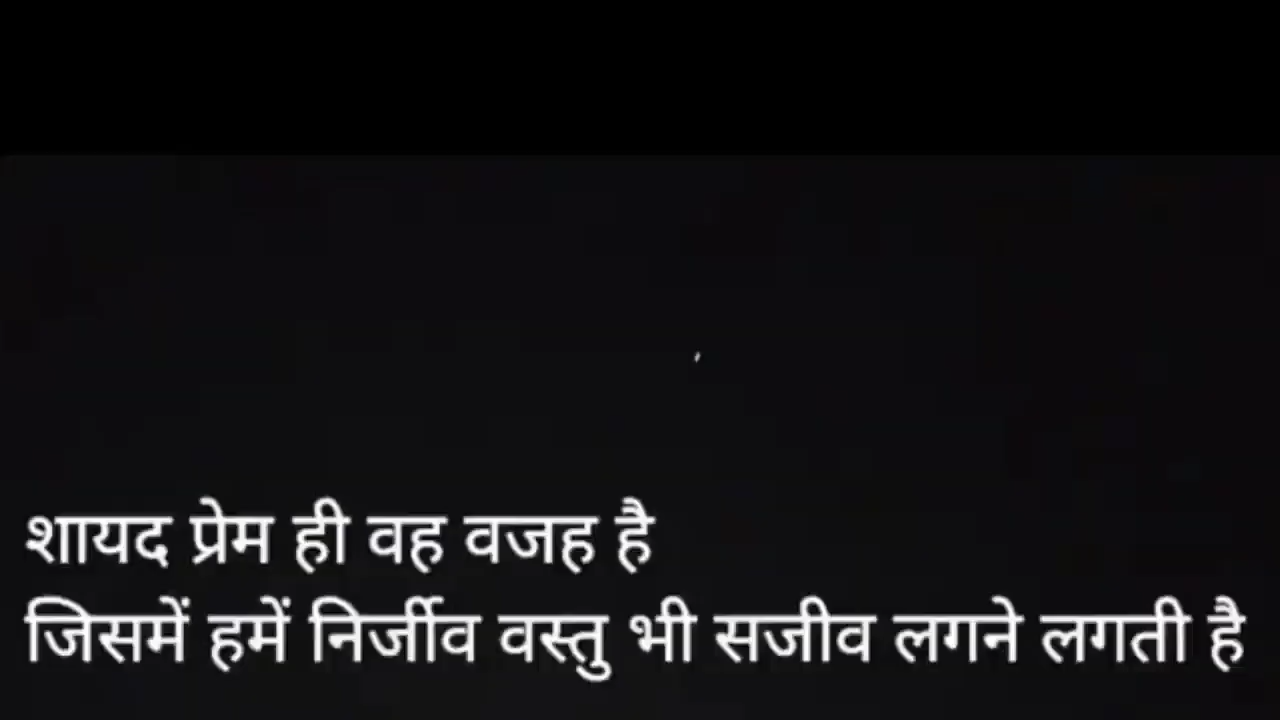 शायद प्रेम ही वह वजह है
जिसमें हमें निर्जीव वस्तु भी सजीव लगने लगती है